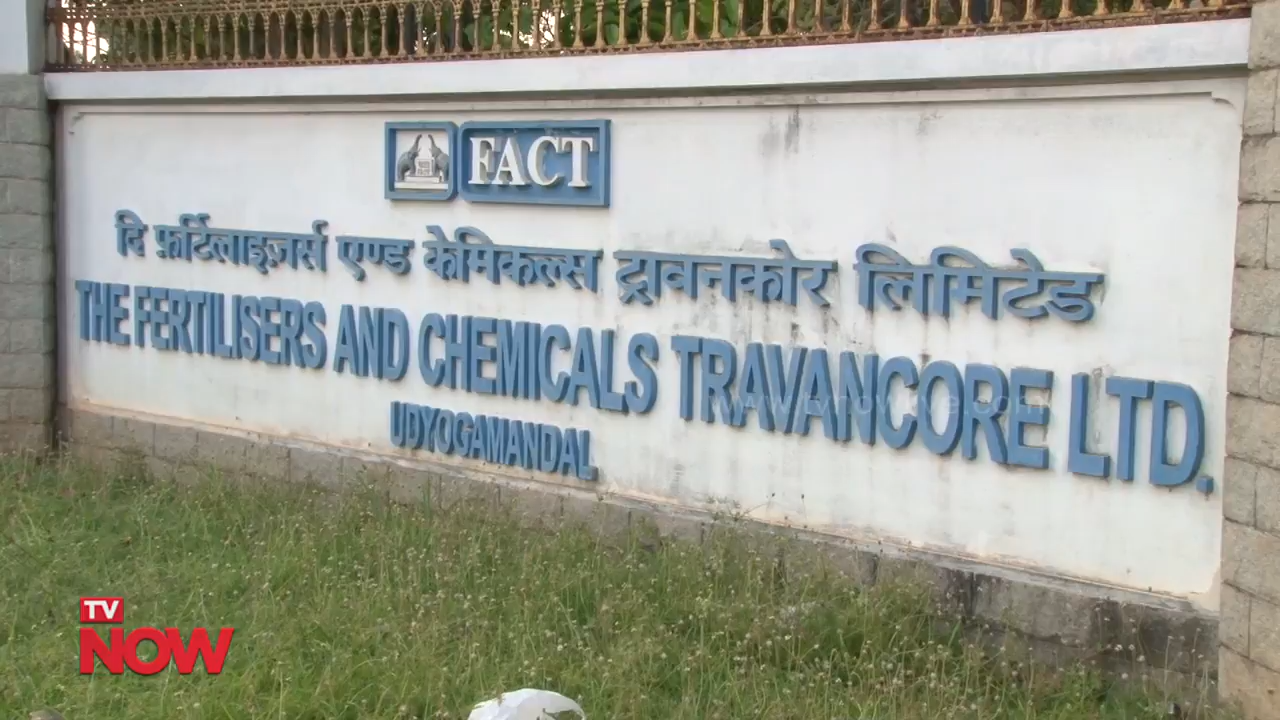 FACT
दि फ़र्टिलाइज़र्स एण्ड केमिकल्स ट्रावनकोर लिमिटेड
THE FERTILISERS AND CHEMICALS TRAVANCORE LTD.
UDYOGAMANDAL
TV
NOW